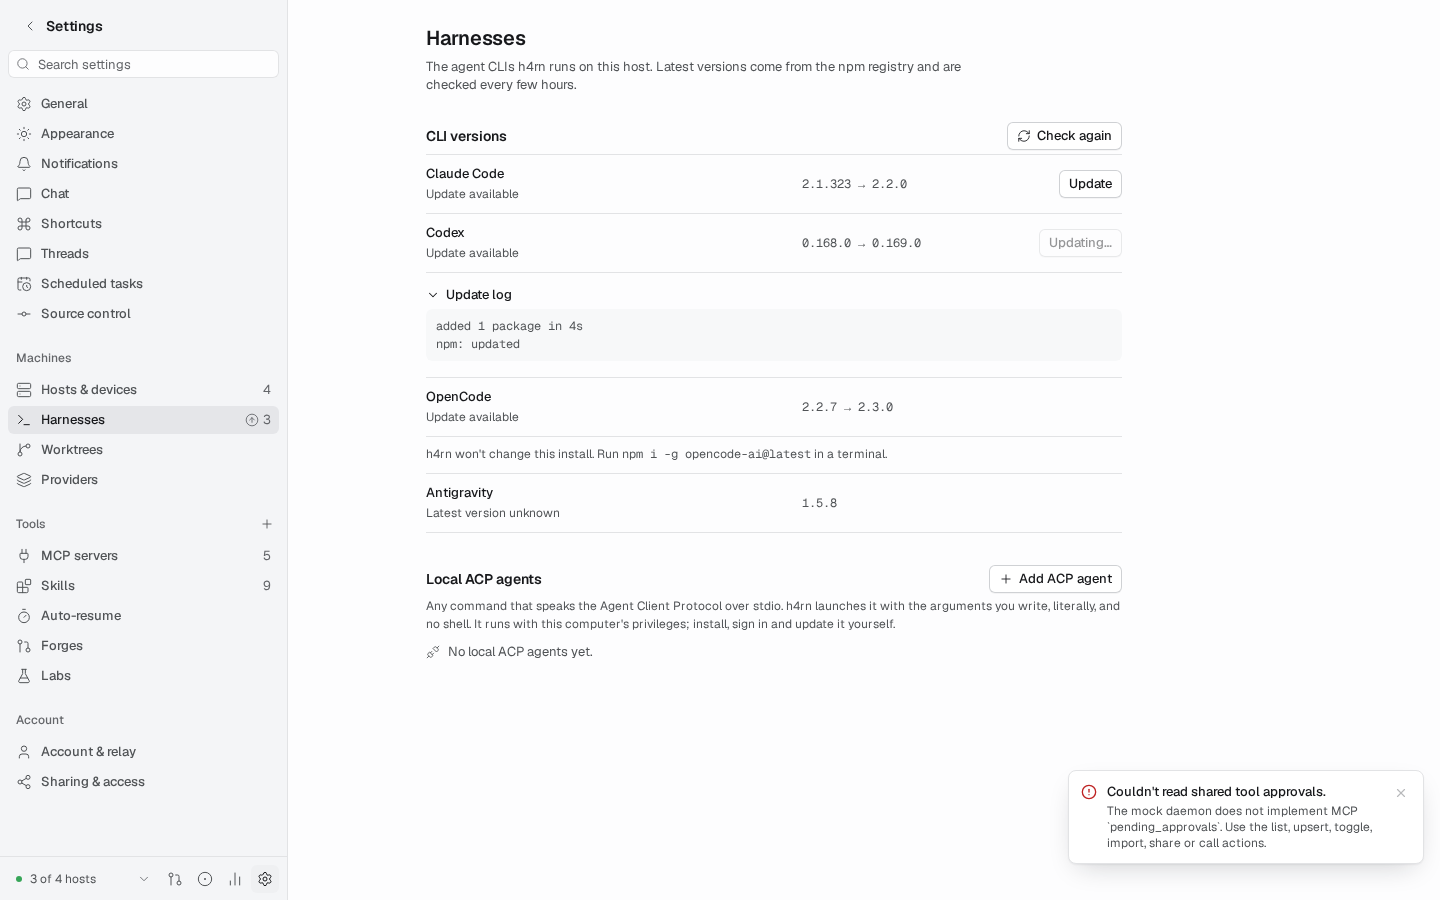 Settings
Search settings
General
Appearance
Notifications
Chat
Shortcuts
Threads
Scheduled tasks
Source control
Machines
Hosts & devices 4
Harnesses 3
Worktrees
Providers
Tools
MCP servers 5
Skills 9
Auto-resume
Forges
Labs
Account
Account & relay
Sharing & access
3 of 4 hosts
Harnesses
The agent CLIs h4rn runs on this host. Latest versions come from the npm registry and are
checked every few hours.
CLI versions
Check again
Claude Code
Update available
2.1.323 → 2.2.0
Update
Codex
Update available
0.168.0 → 0.169.0
Updating…
Update log
added 1 package in 4s
npm: updated
OpenCode
Update available
2.2.7 → 2.3.0
h4rn won't change this install. Run npm i -g opencode-ai@latest in a terminal.
Antigravity
Latest version unknown
1.5.8
Local ACP agents
Add ACP agent
Any command that speaks the Agent Client Protocol over stdio. h4rn launches it with the arguments you write, literally, and
no shell. It runs with this computer's privileges; install, sign in and update it yourself.
No local ACP agents yet.
Couldn't read shared tool approvals.
The mock daemon does not implement MCP
`pending_approvals`. Use the list, upsert, toggle,
import, share or call actions.